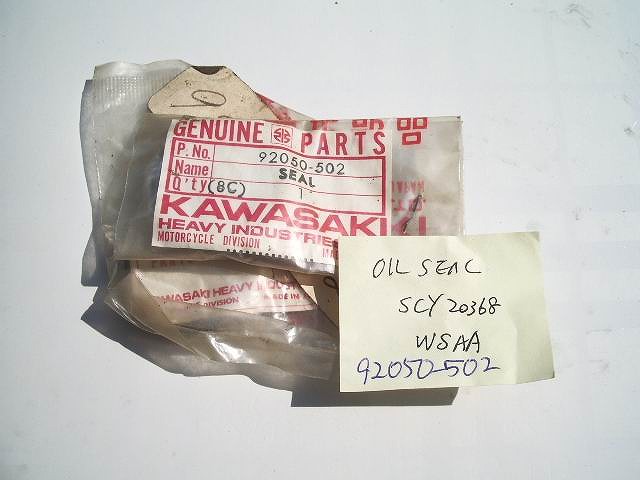 GENUINE PARTS
P. No. 92050-502
Name SEAL
Q'ty (8C) 1
KAWASAKI
HEAVY INDUSTRIES
MOTORCYCLE DIVISION
KAWASAKI HEAVY INDUST
DIVISION MADE IN
OIL SEAL
SCY 20368
WSAA
92050-502